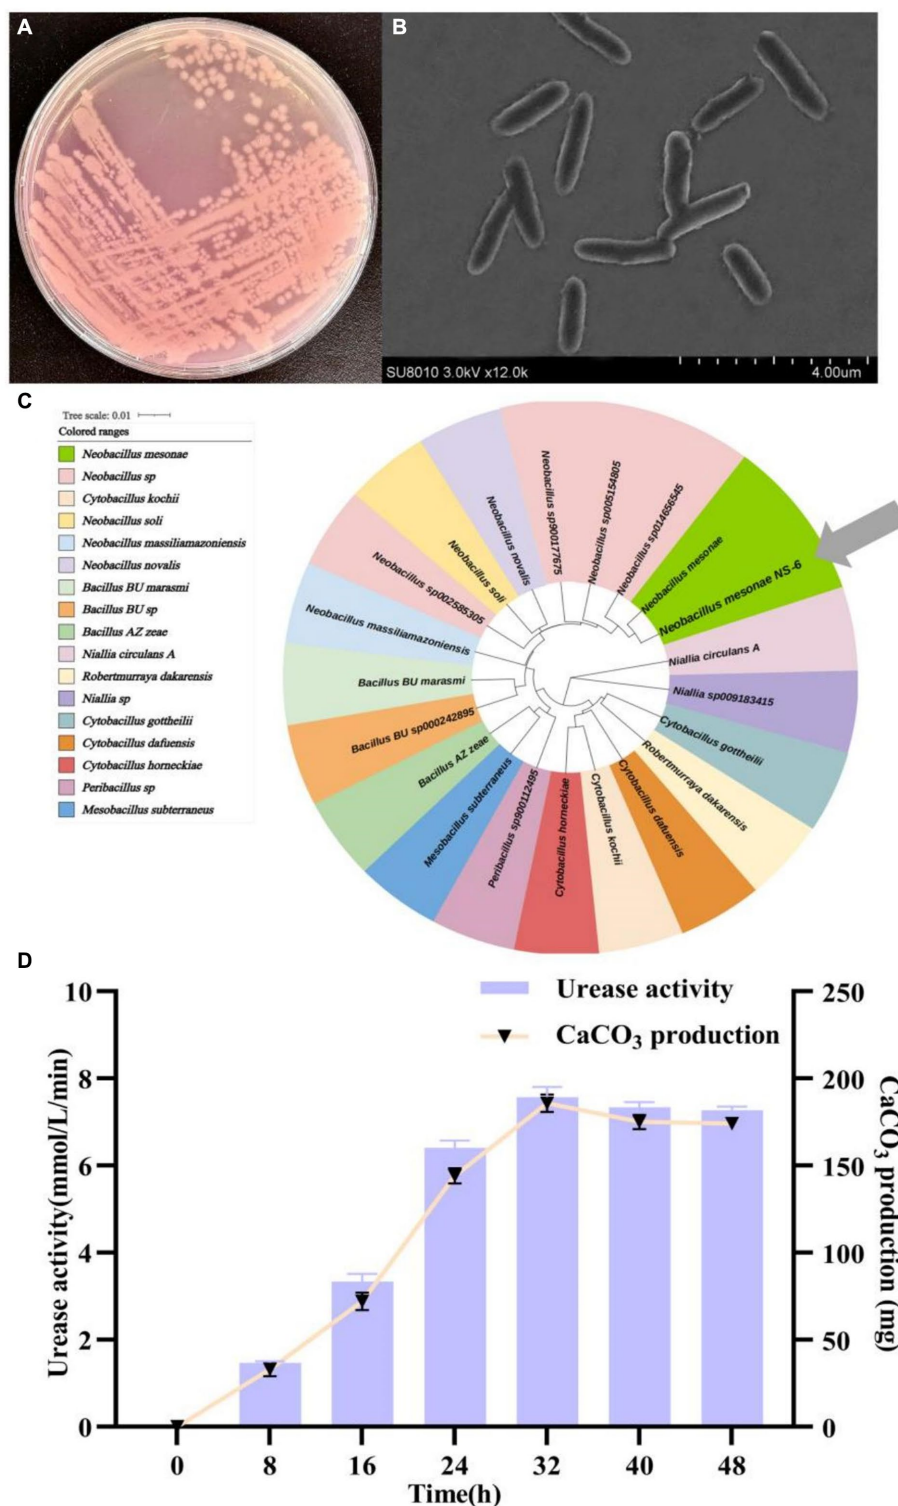 A
B
SU8010 3.0kV x12.0k
4.00um
C
Tree scale: 0.01
Colored ranges
Neobacillus mesonae
Neobacillus sp
Cytobacillus kochii
Neobacillus soli
Neobacillus massiliamazoniensis
Neobacillus novalis
Bacillus BU marasmi
Bacillus BU sp
Bacillus AZ zeae
Niallia circulans A
Robertmurraya dakarensis
Niallia sp
Cytobacillus gottheilii
Cytobacillus dafuensis
Cytobacillus horneckiae
Peribacillus sp
Mesobacillus subterraneus
Neobacillus sp900177675
Neobacillus sp005154805
Neobacillus sp014656545
Neobacillus mesonae
Neobacillus mesonae NS-6
Niallia circulans A
Niallia sp009183415
Cytobacillus gottheilii
Robertmurraya dakarensis
Cytobacillus dafuensis
Cytobacillus kochii
Cytobacillus horneckiae
Peribacillus sp900112495
Mesobacillus subterraneus
Bacillus AZ zeae
Bacillus BU sp000242895
Bacillus BU marasmi
Neobacillus massiliamazoniensis
Neobacillus sp002585305
Neobacillus soli
Neobacillus novalis
D
Urease activity
CaCO3 production
Urease activity(mmol/L/min)
10
8
6
4
2
0
CaCO3 production (mg)
250
200
150
100
50
0
0 8 16 24 32 40 48
Time(h)